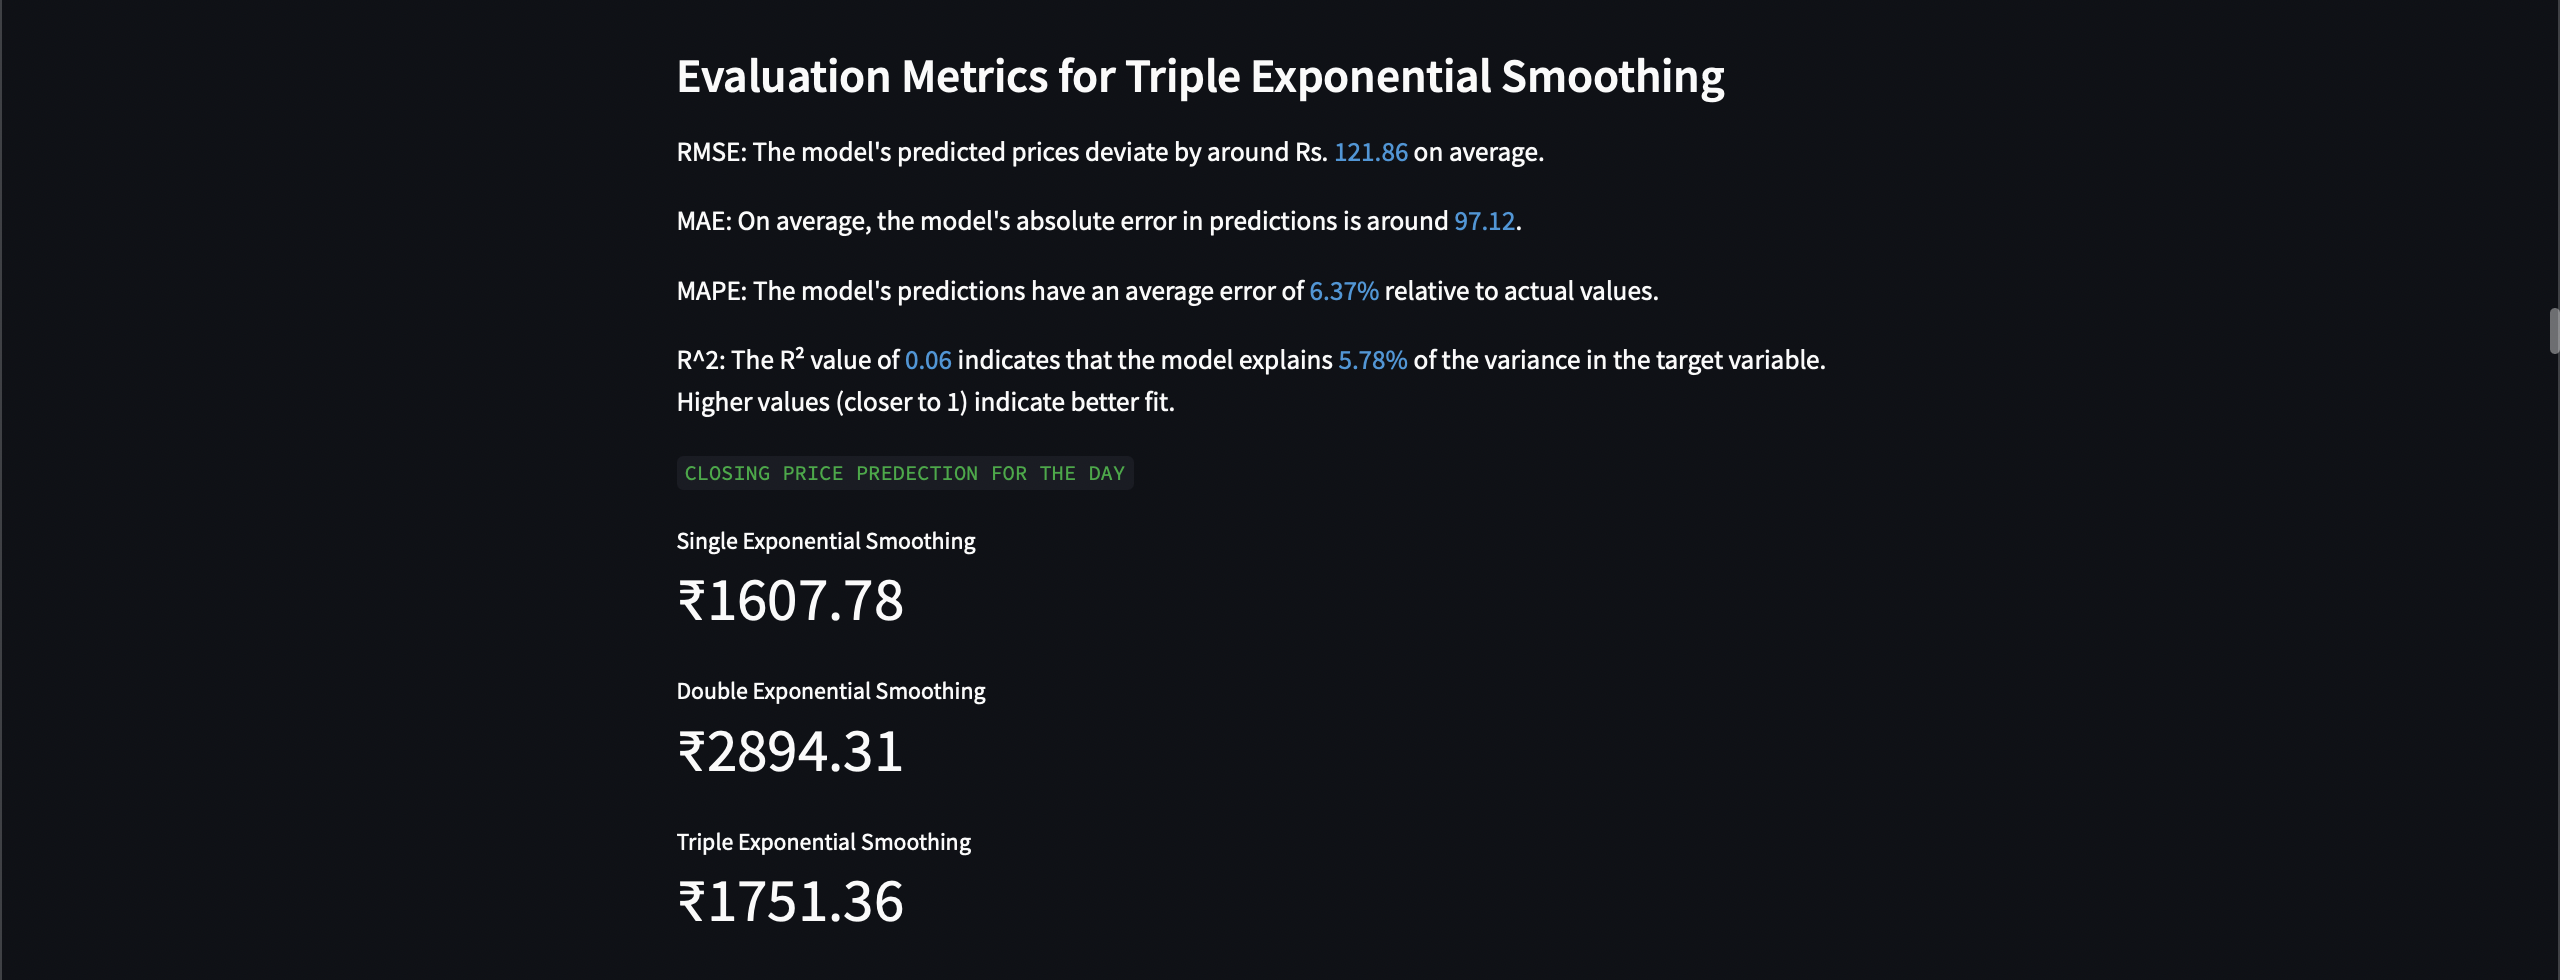 Evaluation Metrics for Triple Exponential Smoothing
RMSE: The model's predicted prices deviate by around Rs. 121.86 on average.
MAE: On average, the model's absolute error in predictions is around 97.12.
MAPE: The model's predictions have an average error of 6.37% relative to actual values.
R^2: The R² value of 0.06 indicates that the model explains 5.78% of the variance in the target variable.
Higher values (closer to 1) indicate better fit.
CLOSING PRICE PREDECTION FOR THE DAY
Single Exponential Smoothing
₹1607.78
Double Exponential Smoothing
₹2894.31
Triple Exponential Smoothing
₹1751.36